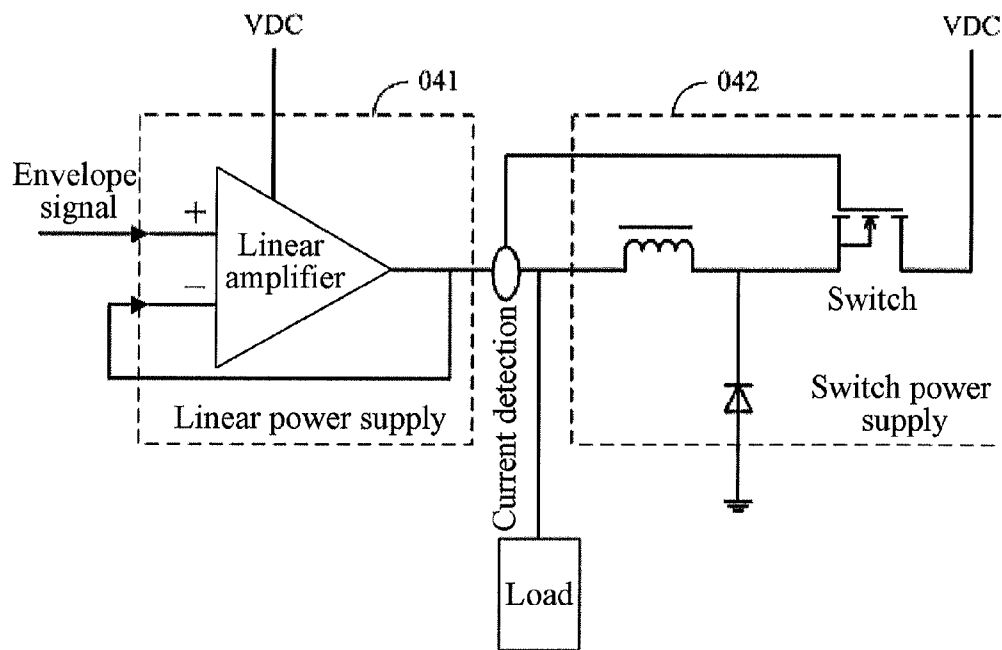 VDC
VDC
041
042
Envelope
signal
+
Linear
amplifier
−
Switch
Linear power supply
Current detection
Switch power
supply
Load